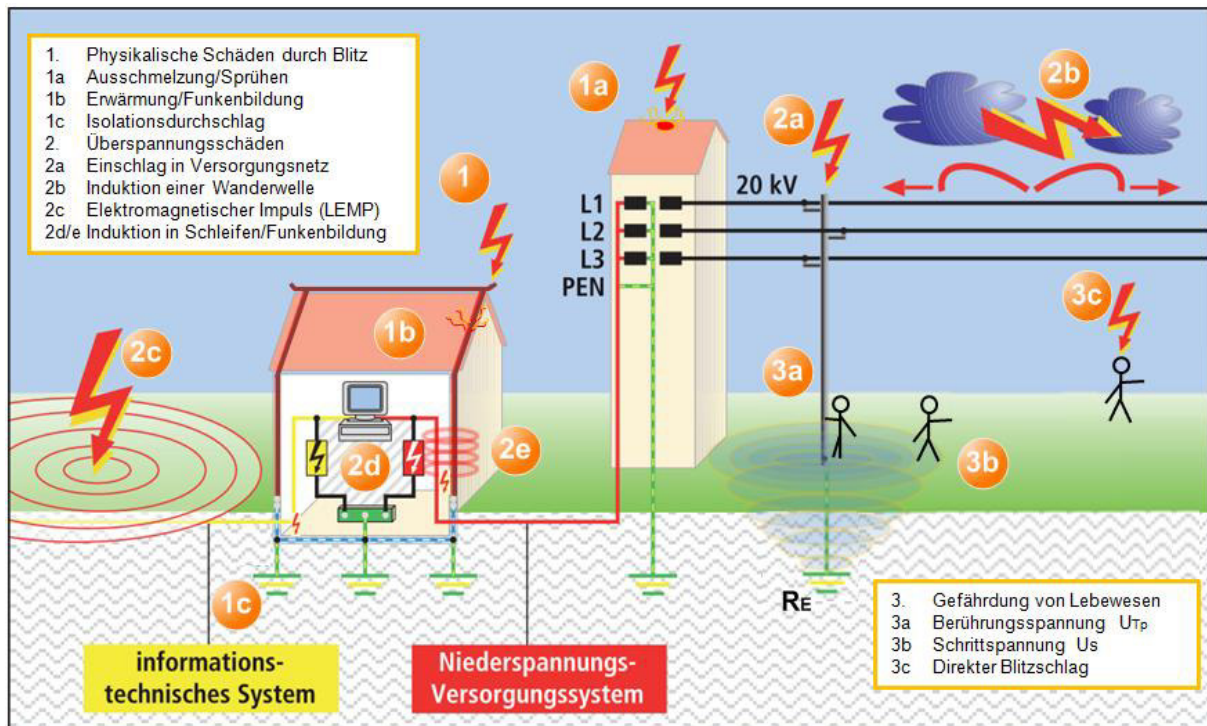 1. Physikalische Schäden durch Blitz
1a Ausschmelzung/Sprühen
1b Erwärmung/Funkenbildung
1c Isolationsdurchschlag
2. Überspannungsschäden
2a Einschlag in Versorgungsnetz
2b Induktion einer Wanderwelle
2c Elektromagnetischer Impuls (LEMP)
2d/e Induktion in Schleifen/Funkenbildung
1a
2a
2b
1
20 kV
L1
L2
L3
PEN
3c
1b
2c
3a
2d
2e
3b
1c
RE
informations-
technisches System
Niederspannungs-
Versorgungssystem
3. Gefährdung von Lebewesen
3a Berührungsspannung UTp
3b Schrittspannung Us
3c Direkter Blitzschlag